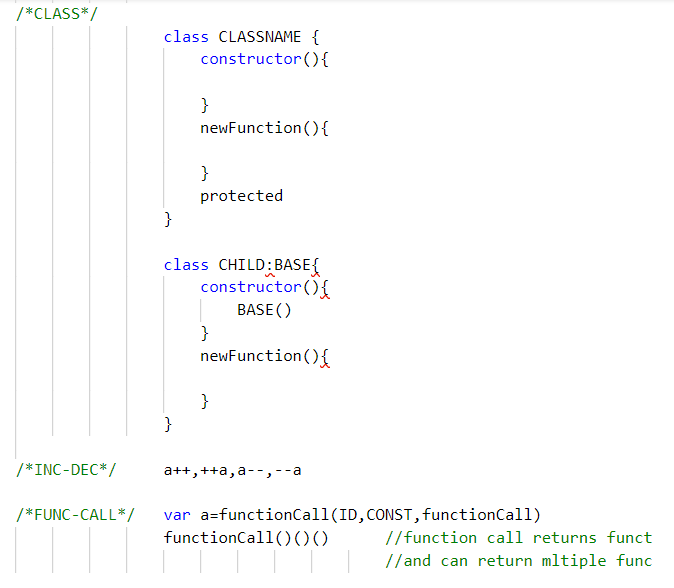 /*CLASS*/
class CLASSNAME {
constructor(){
}
newFunction(){
}
protected
}
class CHILD:BASE{
constructor(){
BASE()
}
newFunction(){
}
}
/*INC-DEC*/ a++,++a,a--,--a
/*FUNC-CALL*/ var a=functionCall(ID,CONST,functionCall)
functionCall()()() //function call returns funct
//and can return mltiple func